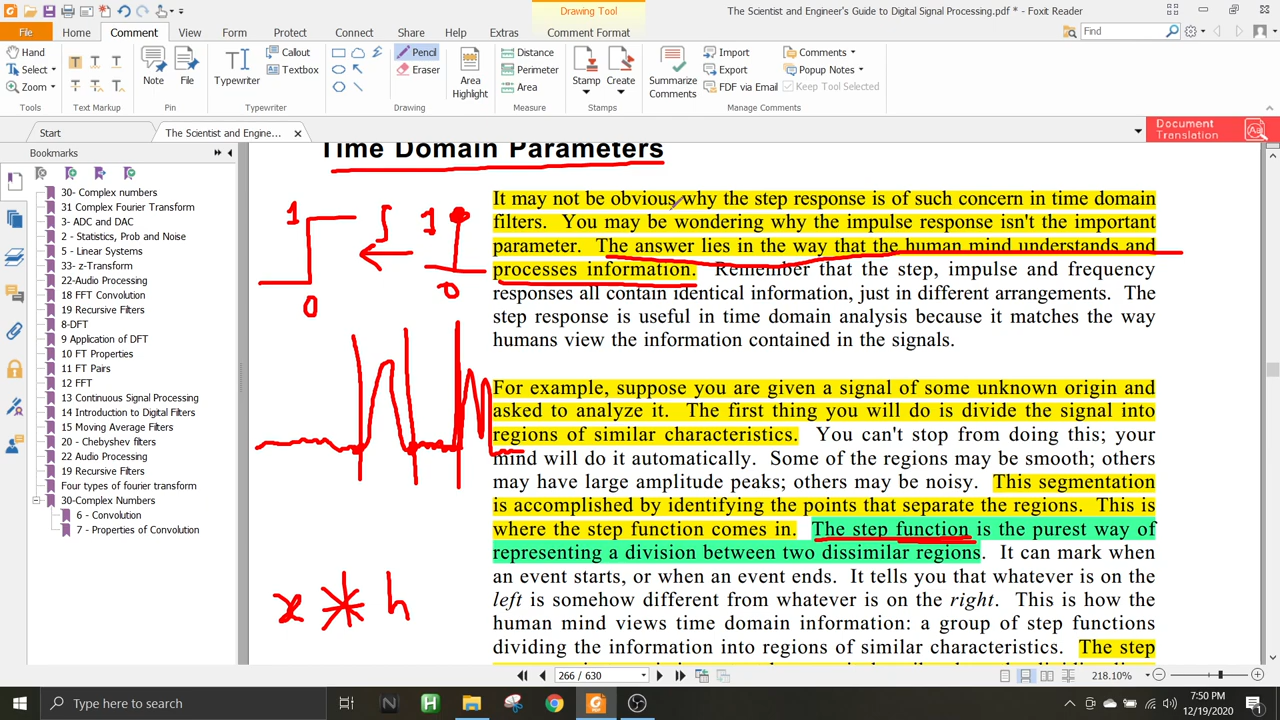 Drawing Tool
The Scientist and Engineer's Guide to Digital Signal Processing.pdf * - Foxit Reader
File Home Comment View Form Protect Share Help Extras Comment Format
Find
Hand
Select
Zoom
Tools
Text Markup
Note
File
Pin
Typewriter
Callout
Textbox
Typewriter
Pencil
Eraser
Drawing
Area Highlight
Distance
Perimeter
Area
Measure
Stamp
Create
Stamps
Summarize Comments
Import
Export
FDF via Email
Comments
Popup Notes
Keep Tool Selected
Manage Comments
Start
The Scientist and Enginee...
Document Translation
Bookmarks
30- Complex numbers
31 Complex Fourier Transform
3- ADC and DAC
2 - Statistics, Prob and Noise
5 - Linear Systems
33- z-Transform
22-Audio Processing
18 FFT Convolution
19 Recursive Filters
8-DFT
9 Application of DFT
10 FT Properties
11 FT Pairs
12 FFT
13 Continuous Signal Processing
14 Introduction to Digital Filters
15 Moving Average Filters
20 - Chebyshev filters
22 Audio Processing
19 Recursive Filters
Four types of fourier transform
30-Complex Numbers
6 - Convolution
7 - Properties of Convolution
Time Domain Parameters
1 ∫ 1
0 0
x * h
It may not be obvious why the step response is of such concern in time domain
filters. You may be wondering why the impulse response isn't the important
parameter. The answer lies in the way that the human mind understands and
processes information. Remember that the step, impulse and frequency
responses all contain identical information, just in different arrangements. The
step response is useful in time domain analysis because it matches the way
humans view the information contained in the signals.
For example, suppose you are given a signal of some unknown origin and
asked to analyze it. The first thing you will do is divide the signal into
regions of similar characteristics. You can't stop from doing this; your
mind will do it automatically. Some of the regions may be smooth; others
may have large amplitude peaks; others may be noisy. This segmentation
is accomplished by identifying the points that separate the regions. This is
where the step function comes in. The step function is the purest way of
representing a division between two dissimilar regions. It can mark when
an event starts, or when an event ends. It tells you that whatever is on the
left is somehow different from whatever is on the right. This is how the
human mind views time domain information: a group of step functions
dividing the information into regions of similar characteristics. The step
266 / 630
218.10%
Type here to search
7:50 PM
12/19/2020